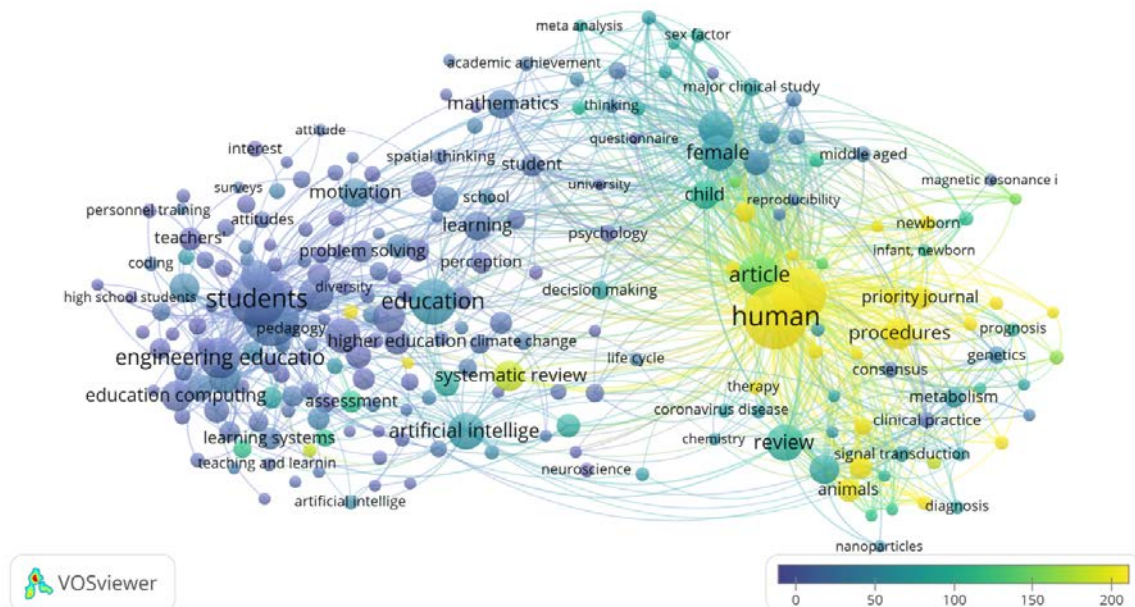 meta analysis
sex factor
academic achievement
major clinical study
mathematics
thinking
attitude
questionnaire
female
interest
spatial thinking
student
middle aged
surveys
motivation
university
child
magnetic resonance i
school
reproducibility
personnel training
attitudes
learning
newborn
teachers'
psychology
problem solving
infant, newborn
coding
perception
article
diversity
high school students
students
education
decision making
priority journal
human
pedagogy
procedures
prognosis
engineering educatio
higher education
climate change
life cycle
genetics
systematic review
consensus
therapy
education computing
assessment
metabolism
coronavirus disease
clinical practice
learning systems
artificial intellige
chemistry
review
signal transduction
teaching and learnin
neuroscience
animals
artificial intellige
diagnosis
nanoparticles
VOSviewer
0 50 100 150 200